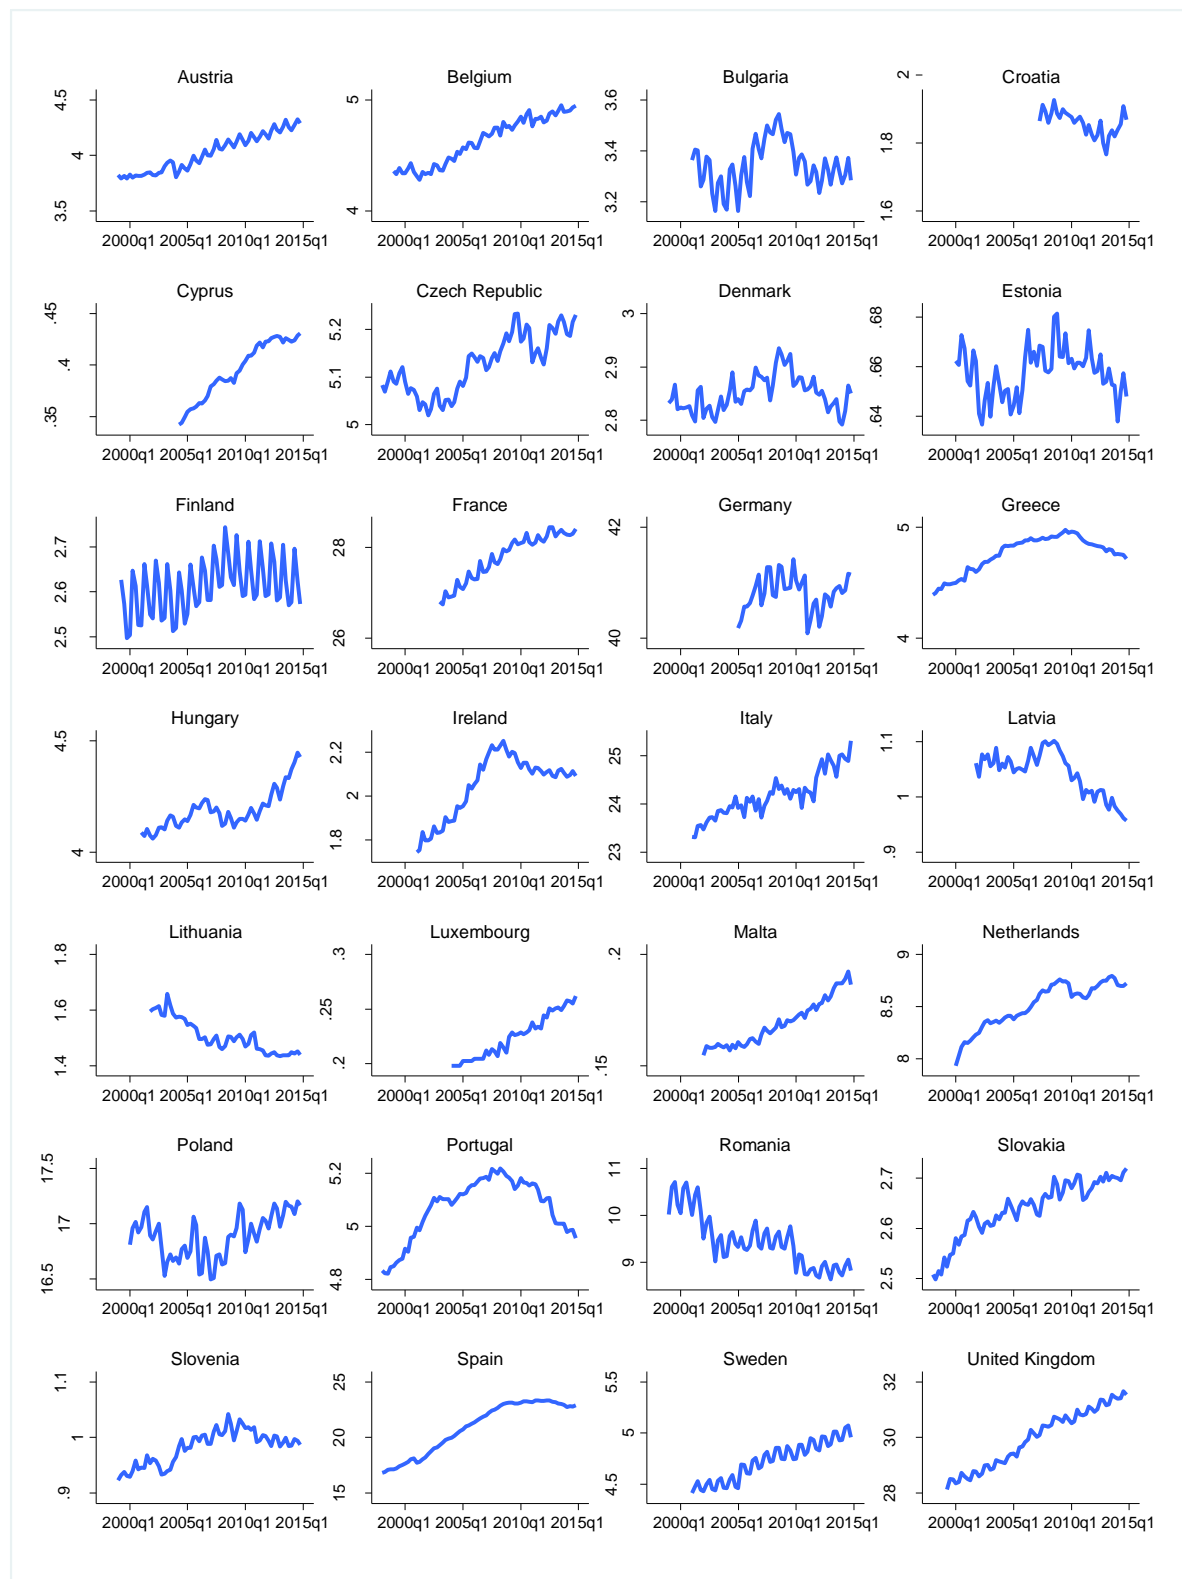 Austria Belgium Bulgaria Croatia
3.5 4 4.5
4 5
3.2 3.4 3.6
1.6 1.8 2
2000q1 2005q1 2010q1 2015q1 2000q1 2005q1 2010q1 2015q1 2000q1 2005q1 2010q1 2015q1 2000q1 2005q1 2010q1 2015q1
Cyprus Czech Republic Denmark Estonia
.35 .4 .45
5 5.1 5.2
2.8 2.9 3
.64 .66 .68
2000q1 2005q1 2010q1 2015q1 2000q1 2005q1 2010q1 2015q1 2000q1 2005q1 2010q1 2015q1 2000q1 2005q1 2010q1 2015q1
Finland France Germany Greece
2.5 2.6 2.7
26 28
40 42
4 5
2000q1 2005q1 2010q1 2015q1 2000q1 2005q1 2010q1 2015q1 2000q1 2005q1 2010q1 2015q1 2000q1 2005q1 2010q1 2015q1
Hungary Ireland Italy Latvia
4 4.5
1.8 2 2.2
23 24 25
.9 1 1.1
2000q1 2005q1 2010q1 2015q1 2000q1 2005q1 2010q1 2015q1 2000q1 2005q1 2010q1 2015q1 2000q1 2005q1 2010q1 2015q1
Lithuania Luxembourg Malta Netherlands
1.4 1.6 1.8
.2 .25 .3
.15 .2
8 8.5 9
2000q1 2005q1 2010q1 2015q1 2000q1 2005q1 2010q1 2015q1 2000q1 2005q1 2010q1 2015q1 2000q1 2005q1 2010q1 2015q1
Poland Portugal Romania Slovakia
16.5 17 17.5
4.8 5 5.2
9 10 11
2.5 2.6 2.7
2000q1 2005q1 2010q1 2015q1 2000q1 2005q1 2010q1 2015q1 2000q1 2005q1 2010q1 2015q1 2000q1 2005q1 2010q1 2015q1
Slovenia Spain Sweden United Kingdom
.9 1 1.1
15 20 25
4.5 5 5.5
28 30 32
2000q1 2005q1 2010q1 2015q1 2000q1 2005q1 2010q1 2015q1 2000q1 2005q1 2010q1 2015q1 2000q1 2005q1 2010q1 2015q1